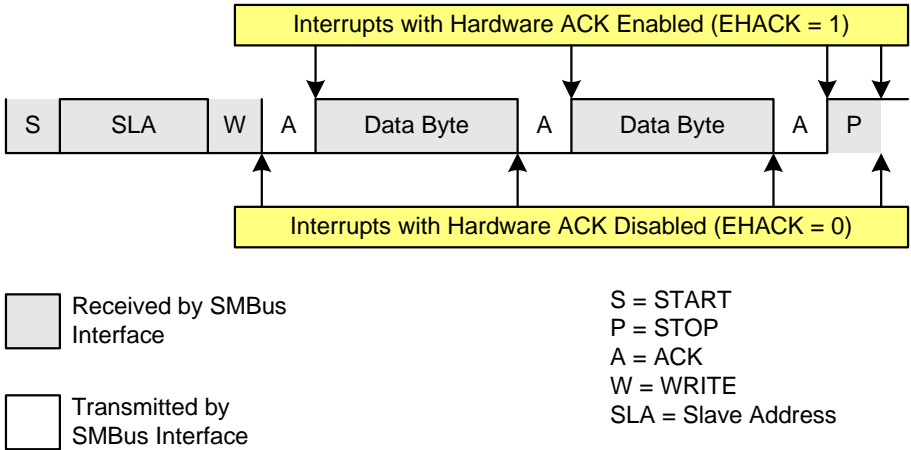 Interrupts with Hardware ACK Enabled (EHACK = 1)
S SLA W A Data Byte A Data Byte A P
Interrupts with Hardware ACK Disabled (EHACK = 0)
Received by SMBus
Interface
Transmitted by
SMBus Interface
S = START
P = STOP
A = ACK
W = WRITE
SLA = Slave Address